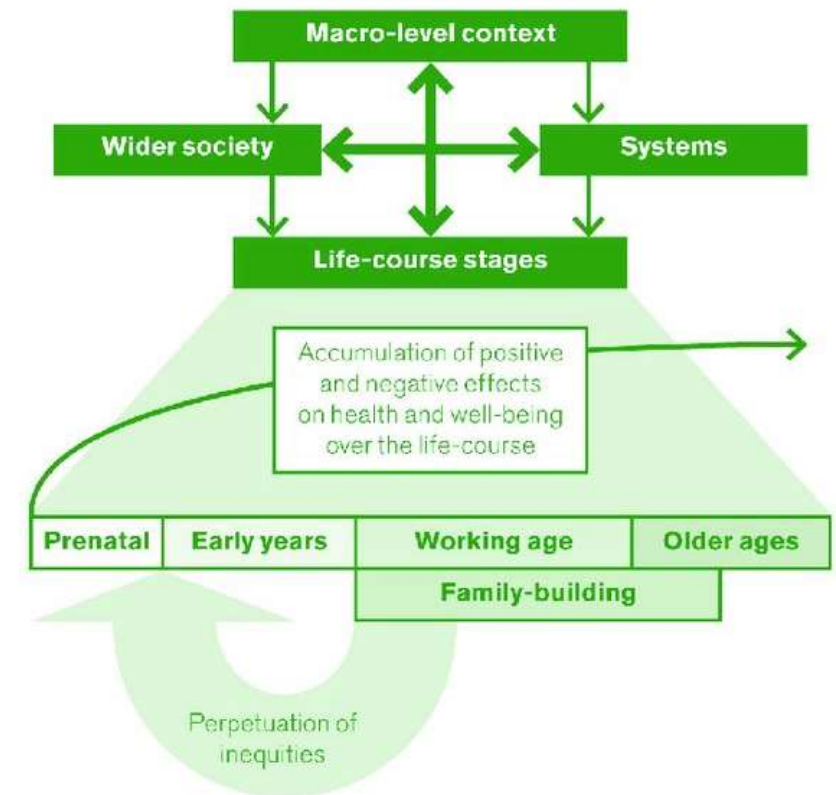 Macro-level context
Wider society
Systems
Life-course stages
Accumulation of positive
and negative effects
on health and well-being
over the life-course
Prenatal
Early years
Working age
Older ages
Family-building
Perpetuation of
inequities